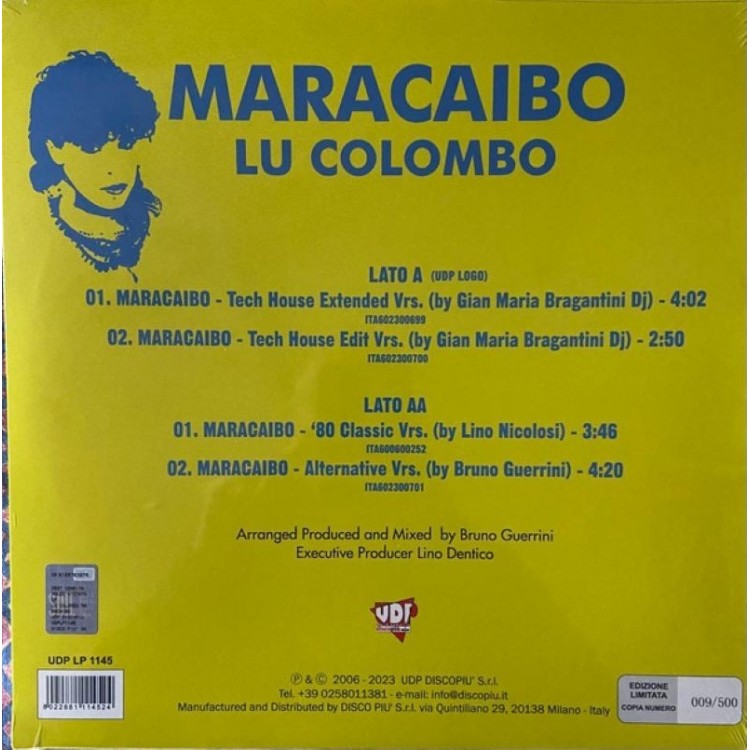 MARACAIBO
LU COLOMBO
LATO A (UDP LOGO)
01. MARACAIBO - Tech House Extended Vrs. (by Gian Maria Bragantini Dj) - 4:02
ITA602300699
02. MARACAIBO - Tech House Edit Vrs. (by Gian Maria Bragantini Dj) - 2:50
ITA602300700
LATO AA
01. MARACAIBO - ‘80 Classic Vrs. (by Lino Nicolosi) - 3:46
ITA600600252
02. MARACAIBO - Alternative Vrs. (by Bruno Guerrini) - 4:20
ITA602300701
Arranged Produced and Mixed by Bruno Guerrini
Executive Producer Lino Dentico
UDP
UDP LP 1145
8 022881 114524
℗ & © 2006 - 2023 UDP DISCOPIU' S.r.l.
Tel. +39 0258011381 - e-mail: info@discopiu.it
Manufactured and Distributed by DISCO PIU' S.r.l. via Quintiliano 29, 20138 Milano - Italy
EDIZIONE
LIMITATA
COPIA NUMERO 009/500